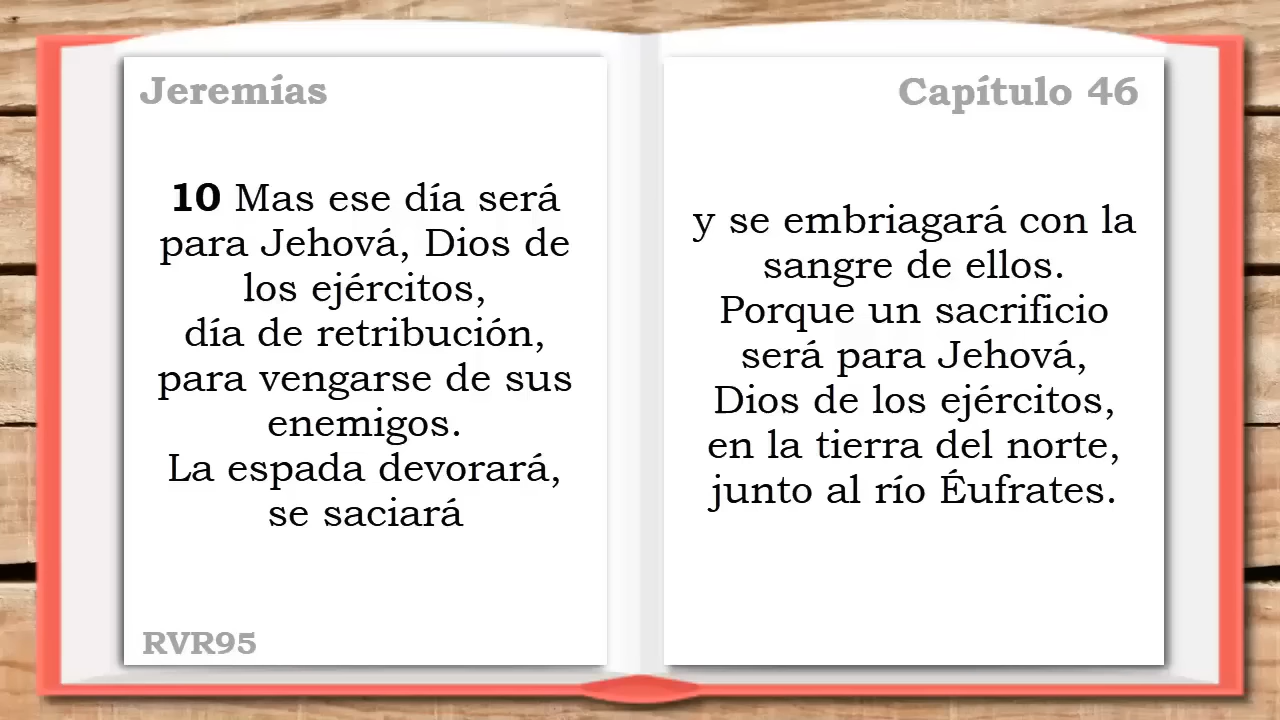 Jeremías
10 Mas ese día será
para Jehová, Dios de
los ejércitos,
día de retribución,
para vengarse de sus
enemigos.
La espada devorará,
se saciará
RVR95
Capítulo 46
y se embriagará con la
sangre de ellos.
Porque un sacrificio
será para Jehová,
Dios de los ejércitos,
en la tierra del norte,
junto al río Éufrates.